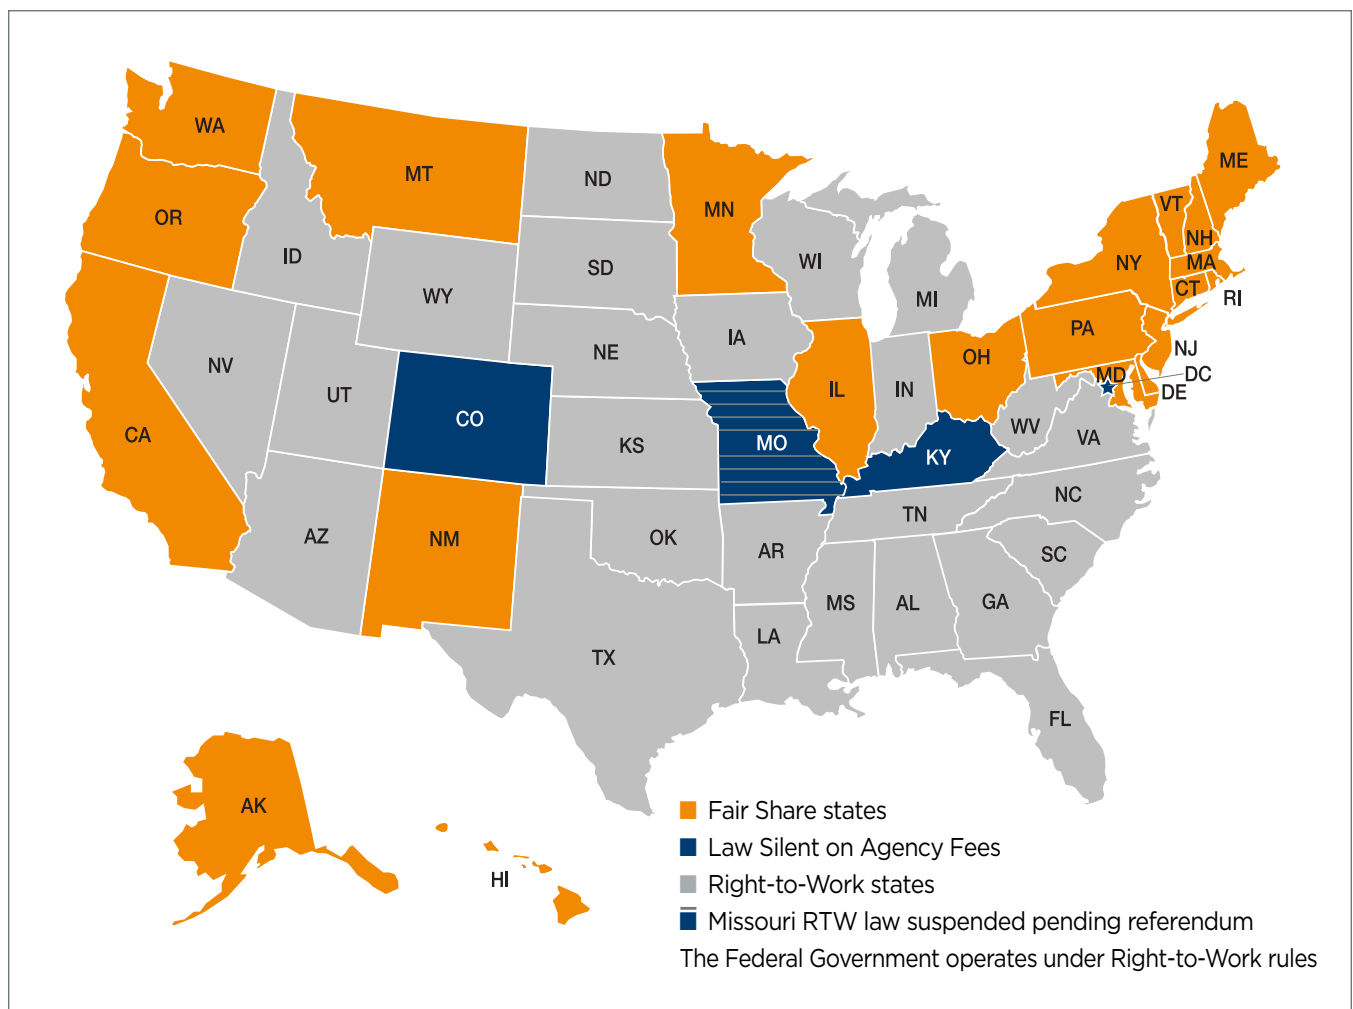 WA
MT
ND
MN
ME
VT
OR
NH
ID
SD
WI
NY
MA
WY
MI
CT
RI
PA
IA
NE
OH
NJ
NV
UT
IL
IN
MD
DC
DE
CO
CA
KS
MO
KY
WV
VA
NC
TN
AZ
NM
OK
AR
SC
MS
AL
GA
LA
TX
FL
AK
HI
Fair Share states
Law Silent on Agency Fees
Right-to-Work states
Missouri RTW law suspended pending referendum
The Federal Government operates under Right-to-Work rules